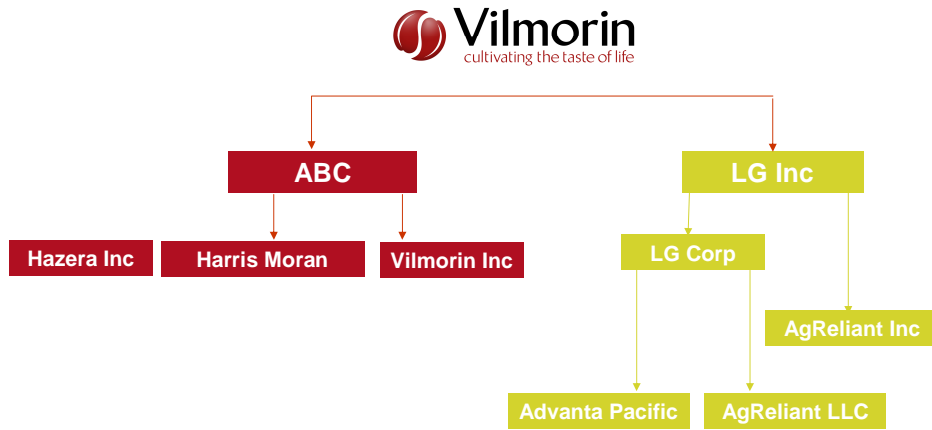 Vilmorin
cultivating the taste of life
ABC
LG Inc
Hazera Inc
Harris Moran
Vilmorin Inc
LG Corp
AgReliant Inc
Advanta Pacific
AgReliant LLC